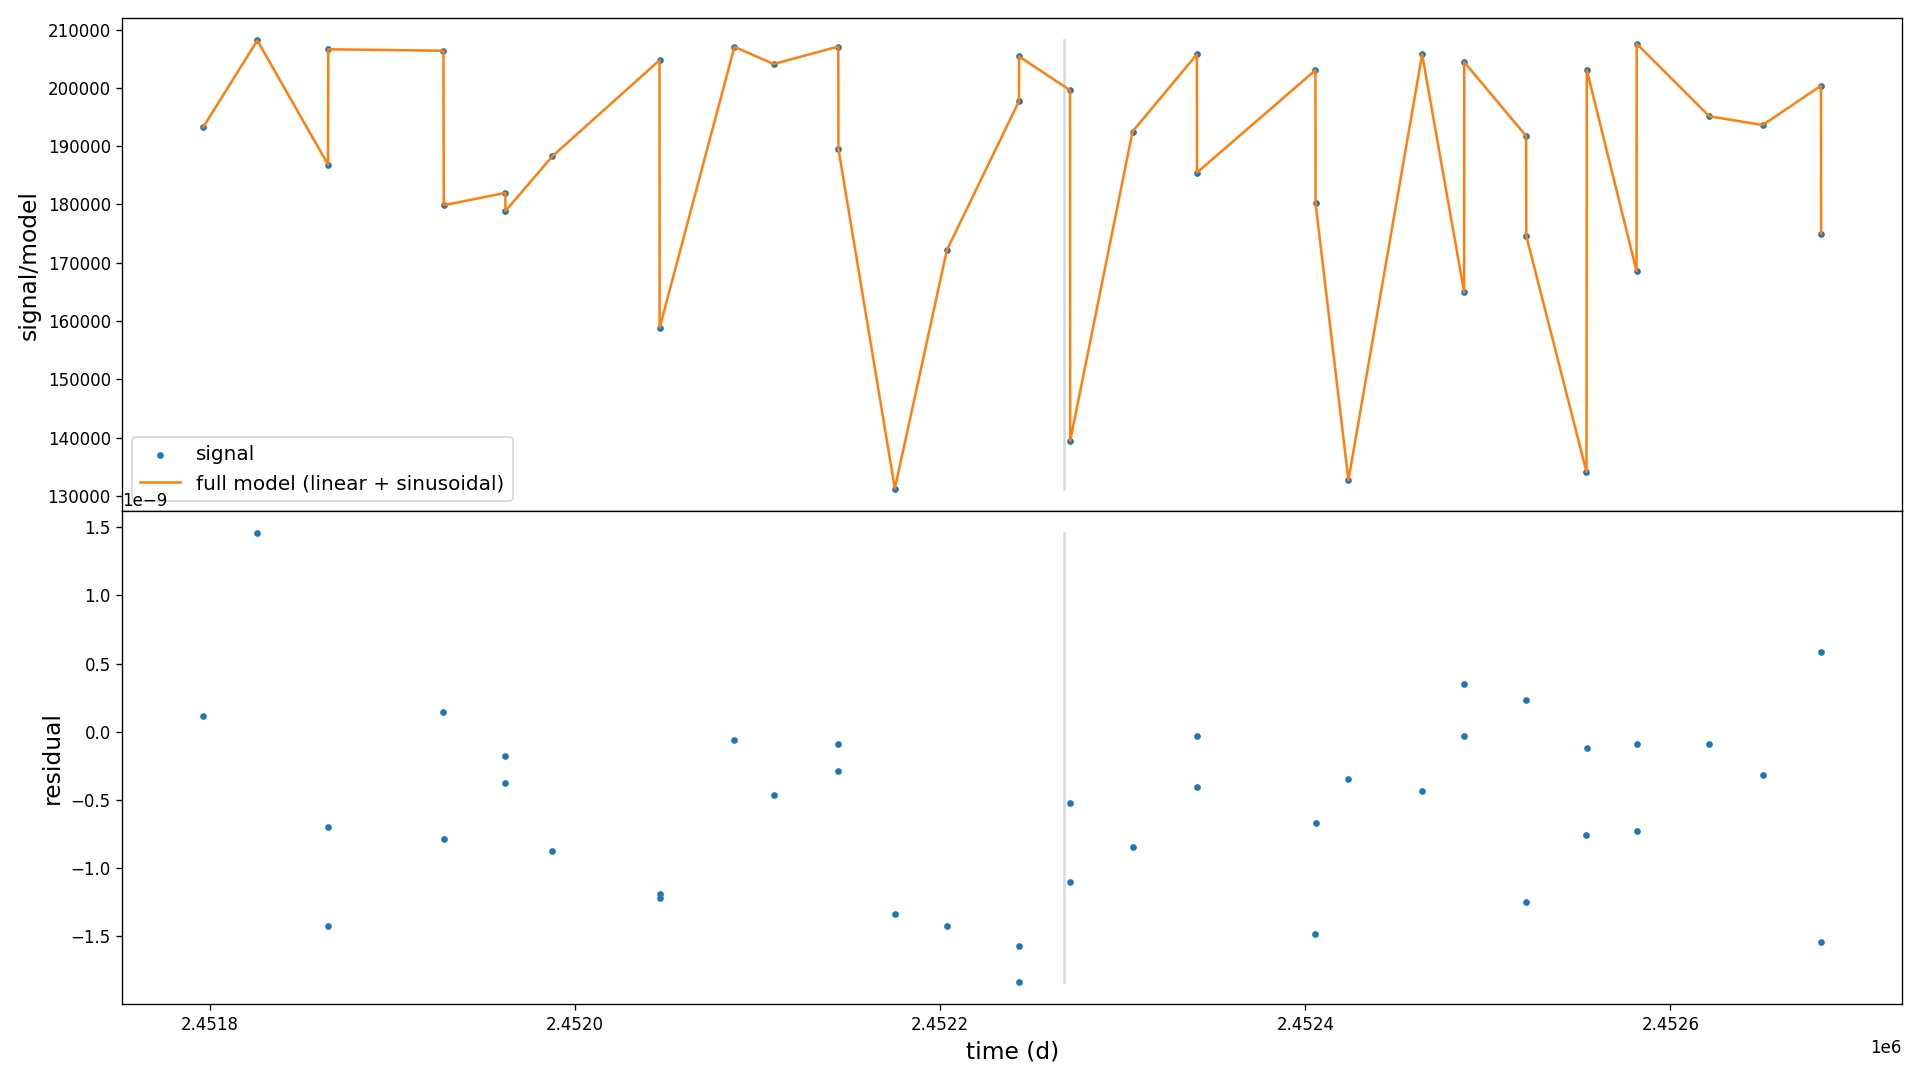 210000
200000
190000
180000
170000
160000
150000
140000
130000
signal/model
signal
full model (linear + sinusoidal)
1e−9
1.5
1.0
0.5
0.0
−0.5
−1.0
−1.5
residual
2.4518 2.4520 2.4522 2.4524 2.4526
time (d)
1e6